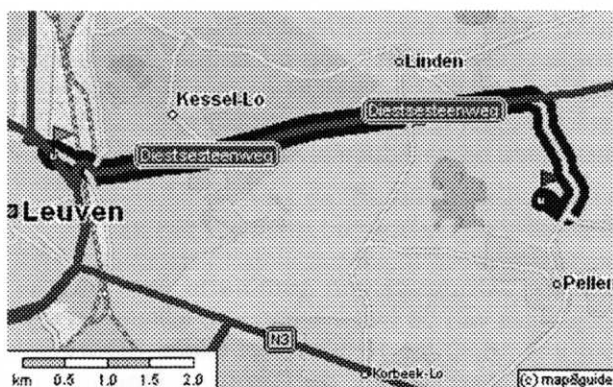 Linden
Kessel-Lo
Diestsesteenweg
Diestsesteenweg
Leuven
Pellen
N3
Korbeek-Lo
km 0.5 1.0 1.5 2.0
(c) map&guide